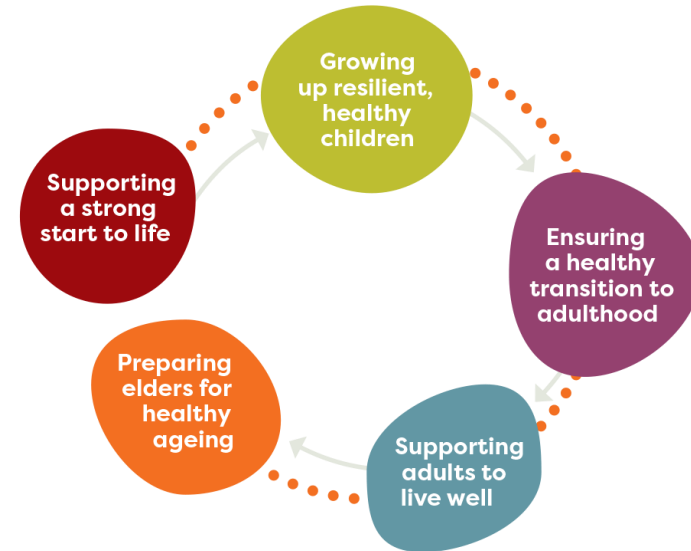 Growing
up resilient,
healthy
children
Supporting
a strong
start to life
Ensuring
a healthy
transition to
adulthood
Preparing
elders for
healthy
ageing
Supporting
adults to
live well